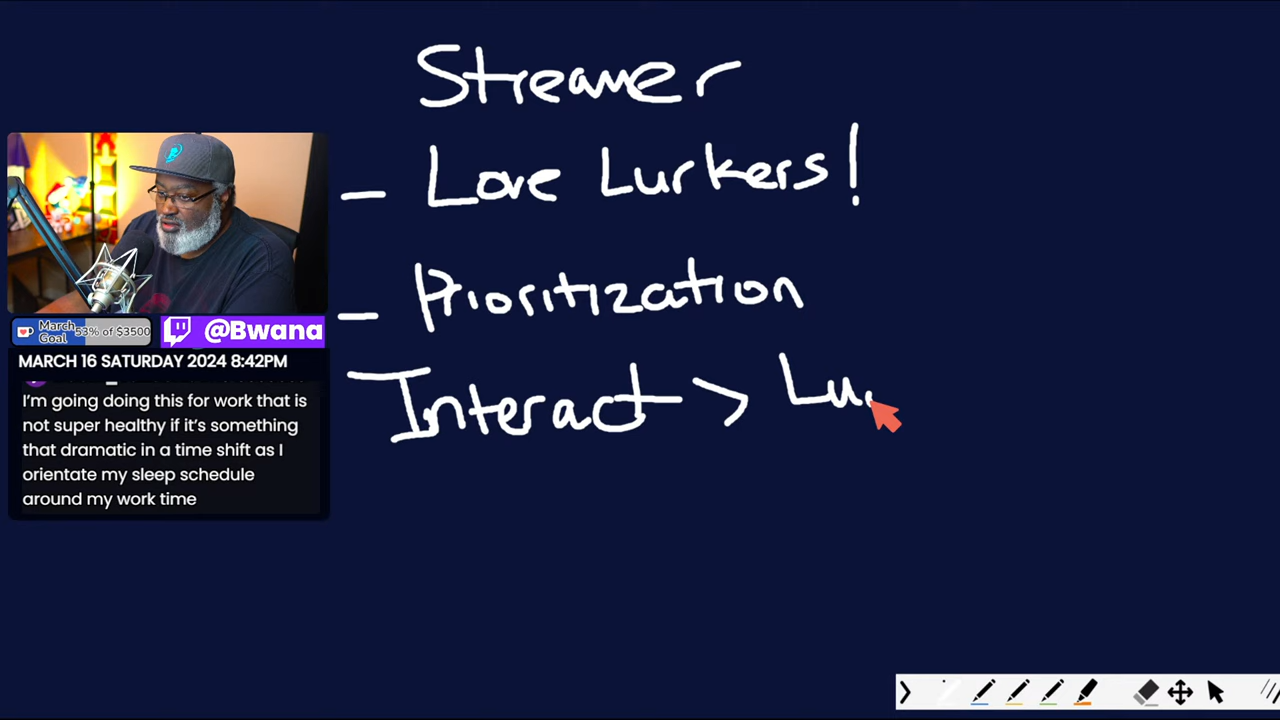 Streamer
- Love Lurkers!
- Prioritization
Interact > Lu
March
Goal
53% of $3500
@Bwana
MARCH 16 SATURDAY 2024 8:42PM
I'm going doing this for work that is
not super healthy if it's something
that dramatic in a time shift as I
orientate my sleep schedule
around my work time